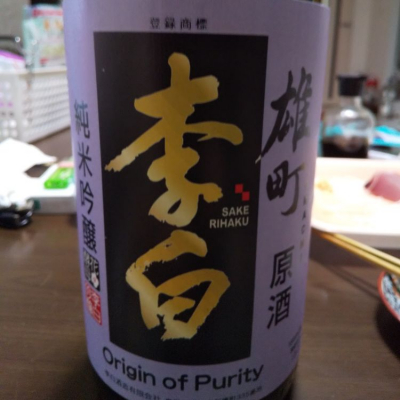 登録商標
雄町
原酒
李白
SAKE
RIHAKU
純米吟醸
Origin of Purity